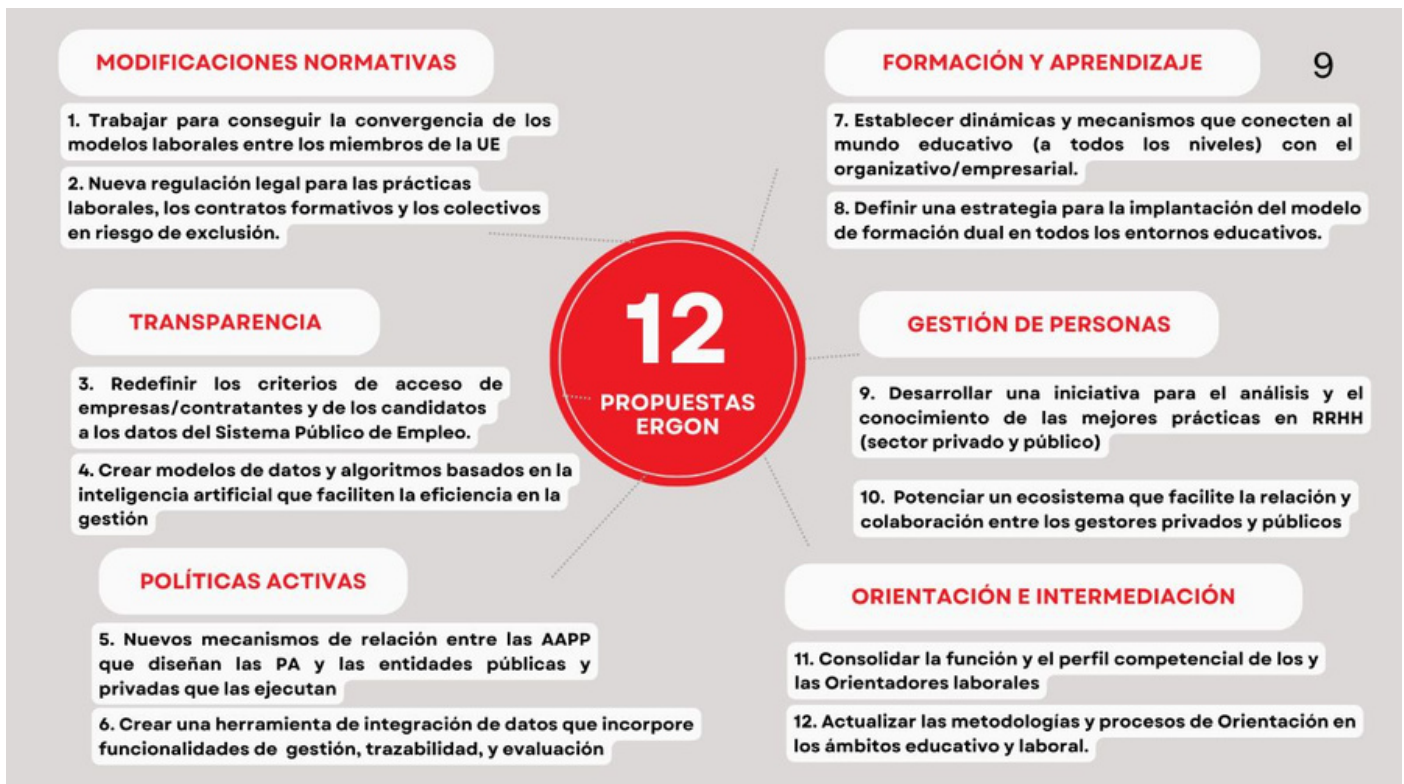 MODIFICACIONES NORMATIVAS
1. Trabajar para conseguir la convergencia de los
modelos laborales entre los miembros de la UE
2. Nueva regulación legal para las prácticas
laborales, los contratos formativos y los colectivos
en riesgo de exclusión.
TRANSPARENCIA
3. Redefinir los criterios de acceso de
empresas/contratantes y de los candidatos
a los datos del Sistema Público de Empleo.
4. Crear modelos de datos y algoritmos basados en la
inteligencia artificial que faciliten la eficiencia en la
gestión
POLÍTICAS ACTIVAS
5. Nuevos mecanismos de relación entre las AAPP
que diseñan las PA y las entidades públicas y
privadas que las ejecutan
6. Crear una herramienta de integración de datos que incorpore
funcionalidades de gestión, trazabilidad, y evaluación
12
PROPUESTAS
ERGON
FORMACIÓN Y APRENDIZAJE
9
7. Establecer dinámicas y mecanismos que conecten al
mundo educativo (a todos los niveles) con el
organizativo/empresarial.
8. Definir una estrategia para la implantación del modelo
de formación dual en todos los entornos educativos.
GESTIÓN DE PERSONAS
9. Desarrollar una iniciativa para el análisis y el
conocimiento de las mejores prácticas en RRHH
(sector privado y público)
10. Potenciar un ecosistema que facilite la relación y
colaboración entre los gestores privados y públicos
ORIENTACIÓN E INTERMEDIACIÓN
11. Consolidar la función y el perfil competencial de los y
las Orientadores laborales
12. Actualizar las metodologías y procesos de Orientación en
los ámbitos educativo y laboral.